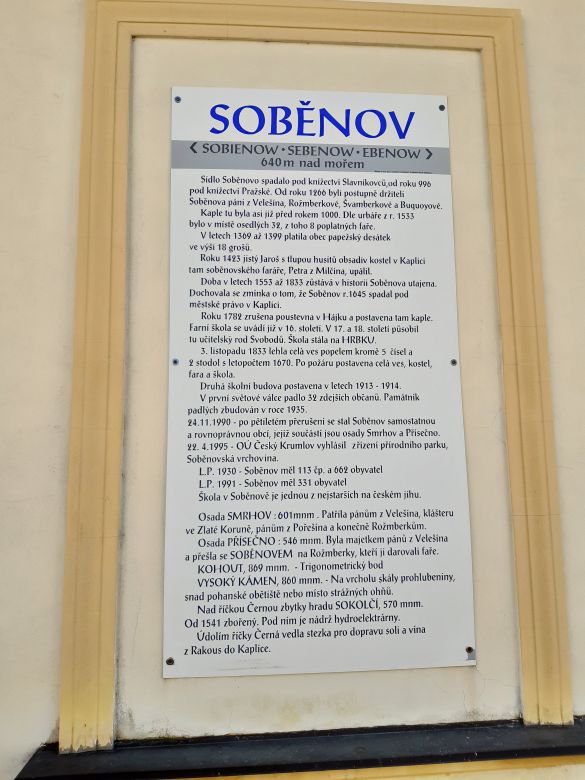 SOBĚNOV
< SOBIENOW • SEBENOW • EBENOW >
640 m nad mořem
Sídlo Soběnovo spadalo pod knížectví Slavníkovců,od roku 996
pod knížectví Pražské. Od roku 1266 byli postupně držiteli
Soběnova páni z Velešína, Rožmberkové, Švamberkové a Buquoyové.
Kaple tu byla asi již před rokem 1000. Dle urbáře z r. 1533
bylo v místě osedlých 32, z toho 8 poplatných faře.
V letech 1369 až 1399 platila obec papežský desátek
ve výši 18 grošů.
Roku 1423 jistý Jaroš s tlupou husitů obsadiv kostel v Kaplici
tam soběnovského faráře, Petra z Milčína, upálil.
Doba v letech 1553 až 1833 zůstává v historii Soběnova utajena.
Dochovala se zmínka o tom, že Soběnov r.1645 spadal pod
městské právo v Kaplici.
Roku 1782 zrušena poustevna v Hájku a postavena tam kaple.
Farní škola se uvádí již v 16. století. V 17. a 18. století působil
tu učitelský rod Svobodů. Škola stála na HRBKU.
3. listopadu 1833 lehla celá ves popelem kromě 5 čísel a
2 stodol s letopočtem 1670. Po požáru postavena celá ves, kostel,
fara a škola.
Druhá školní budova postavena v letech 1913 - 1914.
V první světové válce padlo 32 zdejších občanů. Památník
padlých zbudován v roce 1935.
24.11.1990 - po pětiletém přerušení se stal Soběnov samostatnou
a rovnoprávnou obcí, jejíž součástí jsou osady Smrhov a Přísečno.
22. 4.1995 - OÚ Český Krumlov vyhlásil zřízení přírodního parku,
Soběnovská vrchovina.
L.P. 1930 - Soběnov měl 113 čp. a 662 obyvatel
L.P. 1991 - Soběnov měl 331 obyvatel
Škola v Soběnově je jednou z nejstarších na českém jihu.
Osada SMRHOV : 601mnm . Patřila pánům z Velešína, klášteru
ve Zlaté Koruně, pánům z Pořešína a konečně Rožmberkům.
Osada PŘÍSEČNO : 546 mnm. Byla majetkem pánů z Velešína
a přešla se SOBĚNOVEM na Rožmberky, kteří ji darovali faře.
KOHOUT, 869 mnm. - Trigonometrický bod
VYSOKÝ KÁMEN, 860 mnm. - Na vrcholu skály prohlubeniny,
snad pohanské obětiště nebo místo strážných ohňů.
Nad říčkou Černou zbytky hradu SOKOLČÍ, 570 mnm.
Od 1541 zbořený. Pod ním je nádrž hydroelektrárny.
Údolím říčky Černá vedla stezka pro dopravu soli a vína
z Rakous do Kaplice.